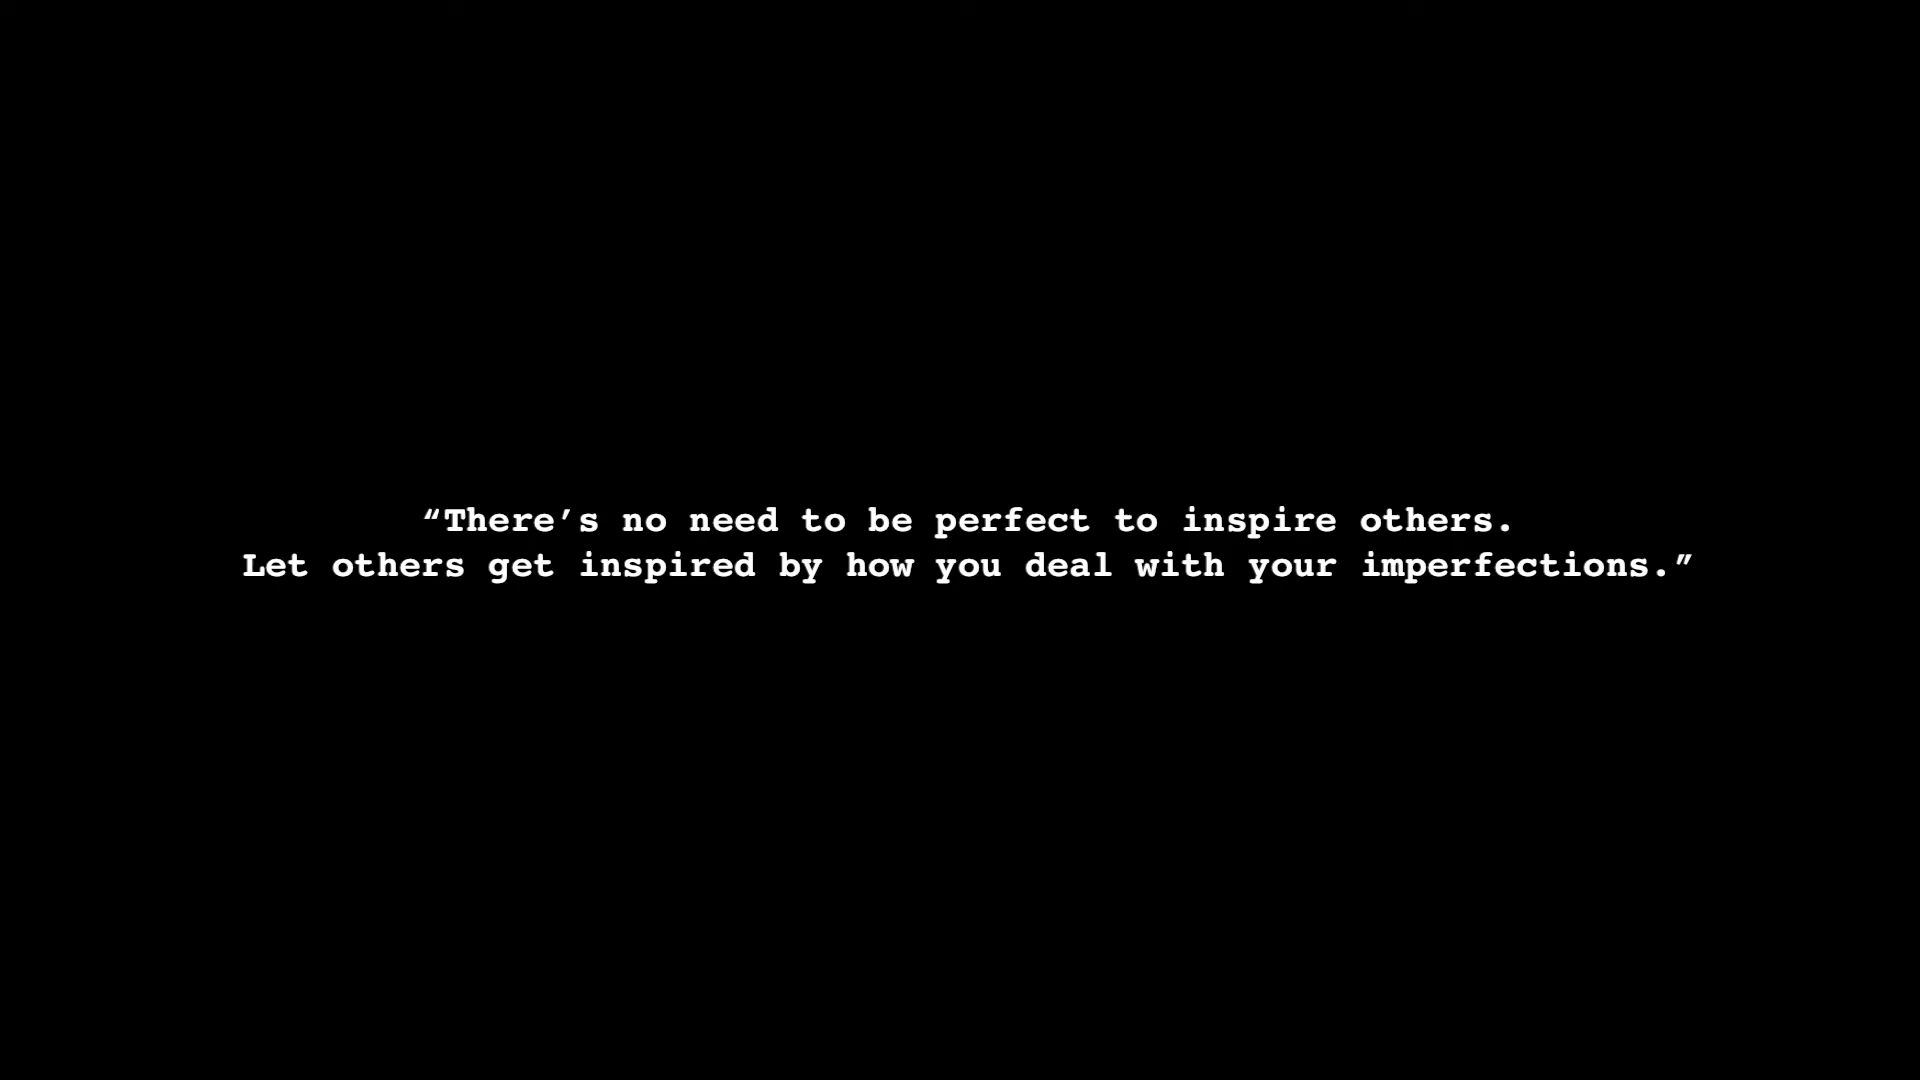 “There’s no need to be perfect to inspire others.
Let others get inspired by how you deal with your imperfections.”